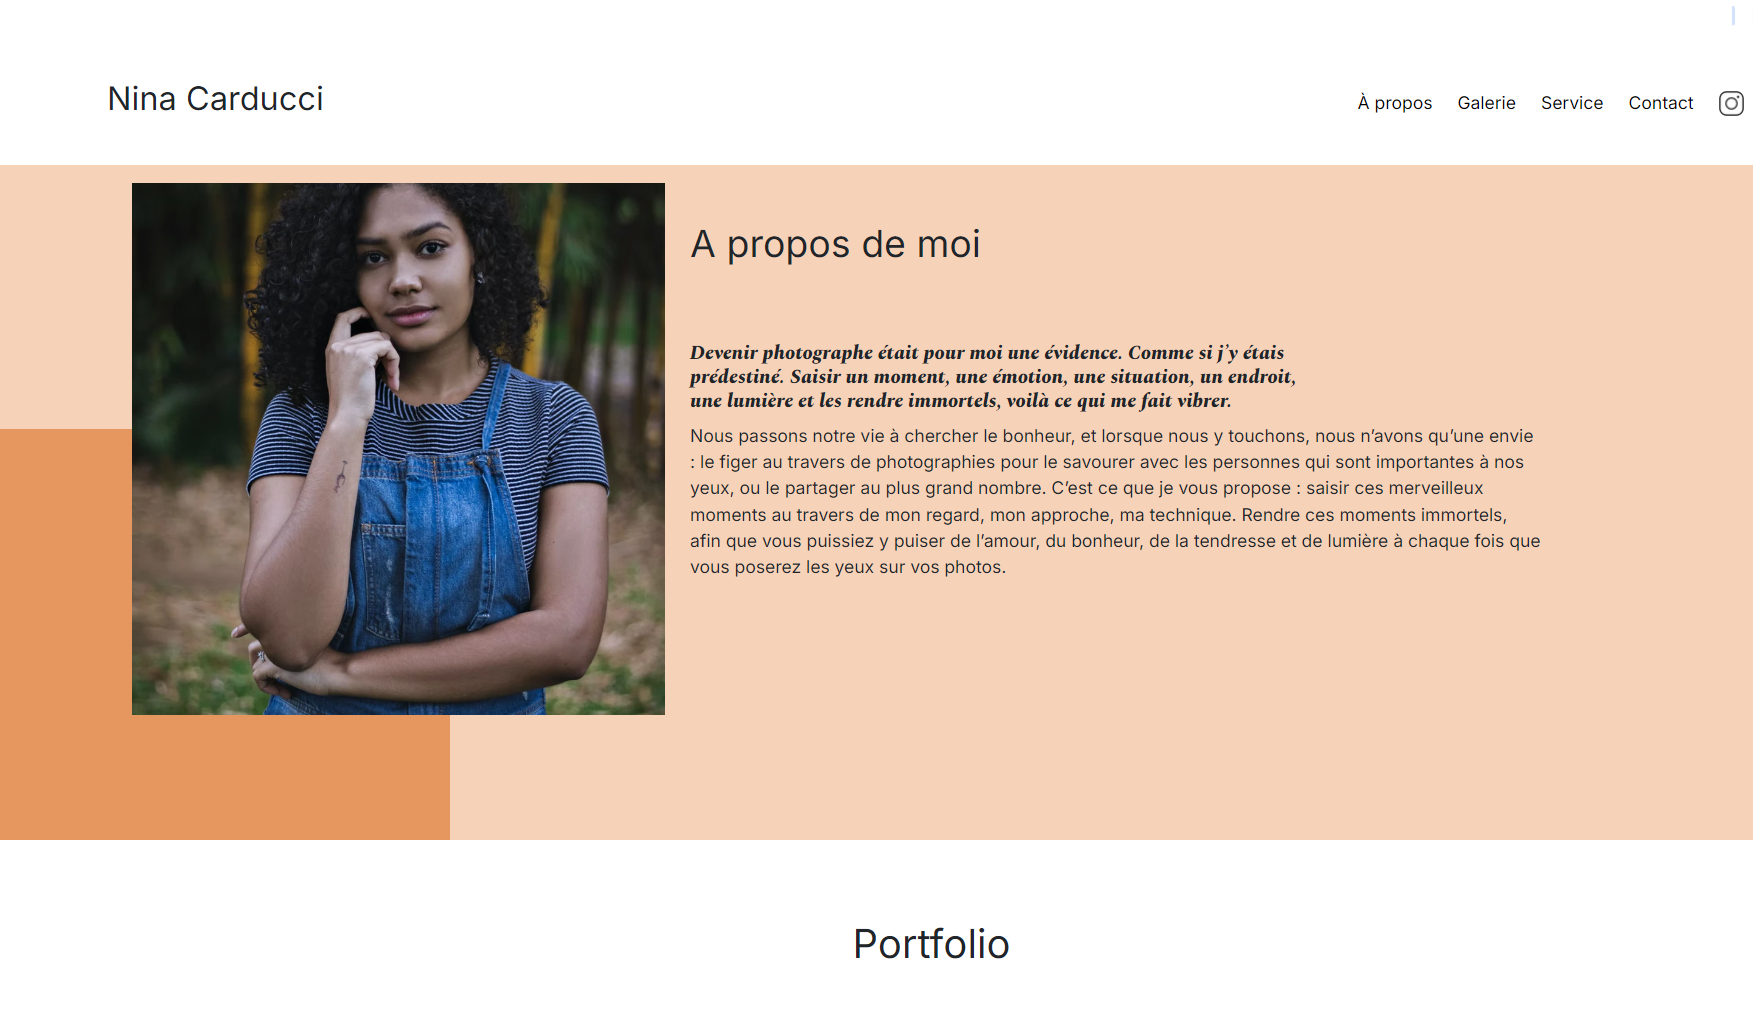 Nina Carducci
À propos Galerie Service Contact
A propos de moi
Devenir photographe était pour moi une évidence. Comme si j’y étais
prédestiné. Saisir un moment, une émotion, une situation, un endroit,
une lumière et les rendre immortels, voilà ce qui me fait vibrer.
Nous passons notre vie à chercher le bonheur, et lorsque nous y touchons, nous n’avons qu’une envie
: le figer au travers de photographies pour le savourer avec les personnes qui sont importantes à nos
yeux, ou le partager au plus grand nombre. C’est ce que je vous propose : saisir ces merveilleux
moments au travers de mon regard, mon approche, ma technique. Rendre ces moments immortels,
afin que vous puissiez y puiser de l’amour, du bonheur, de la tendresse et de lumière à chaque fois que
vous poserez les yeux sur vos photos.
Portfolio